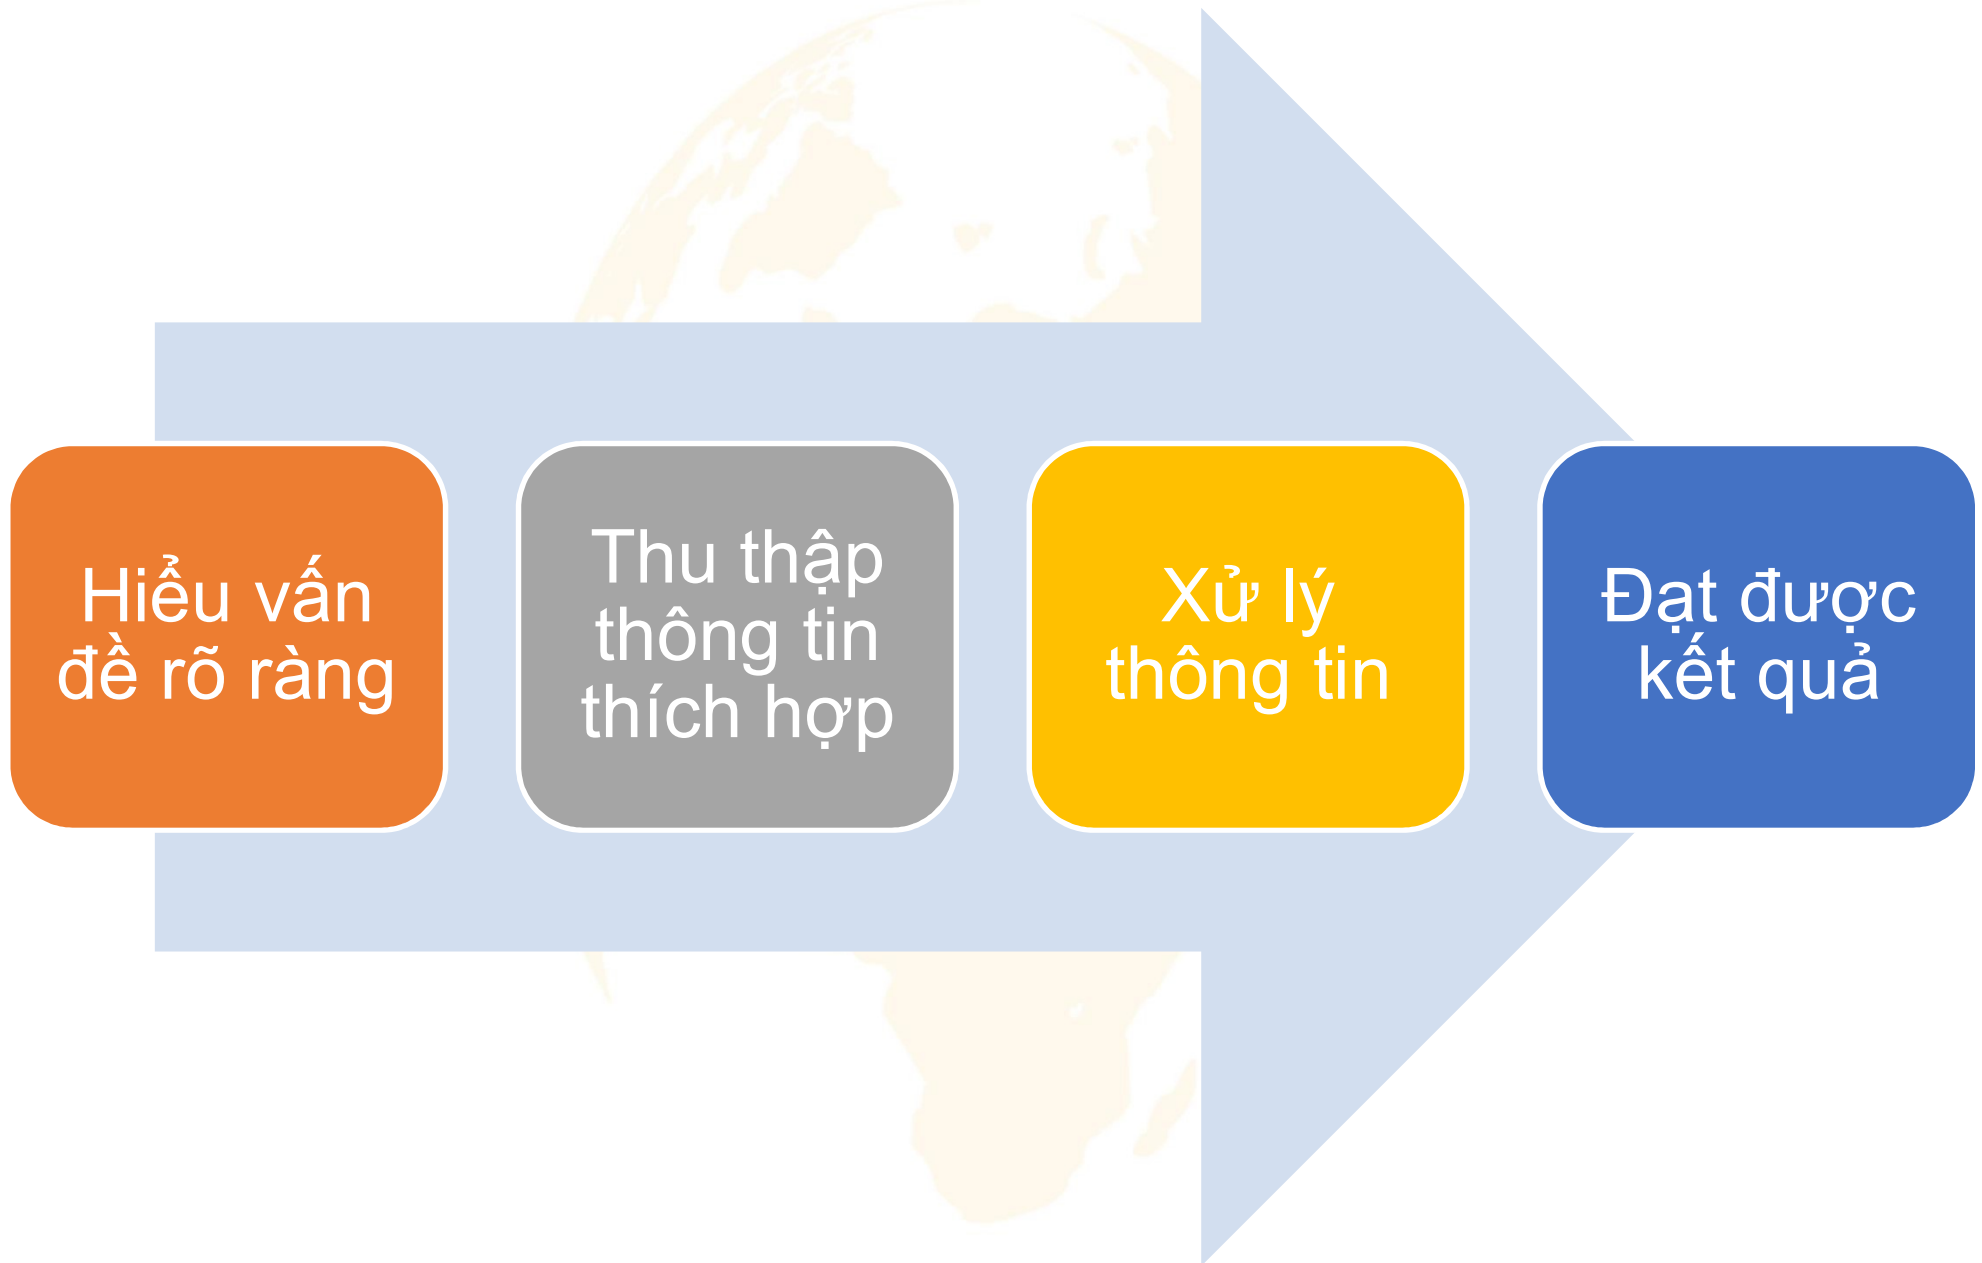 Hiểu vấn
đề rõ ràng
Thu thập
thông tin
thích hợp
Xử lý
thông tin
Đạt được
kết quả